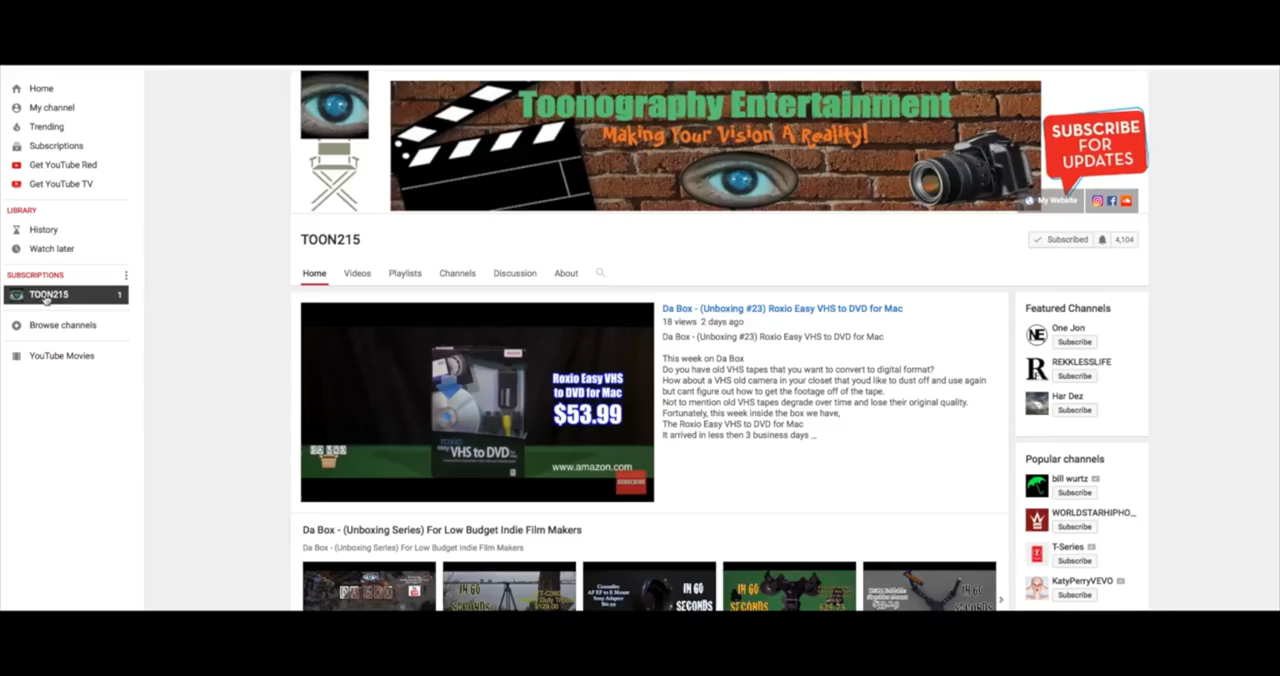 Home
My channel
Trending
Subscriptions
Get YouTube Red
Get YouTube TV
LIBRARY
History
Watch later
SUBSCRIPTIONS
TOON215 1
Browse channels
YouTube Movies
Toonography Entertainment
Making Your Vision A Reality!
SUBSCRIBE
FOR
UPDATES
My Website
TOON215
Subscribed 4,104
Home Videos Playlists Channels Discussion About
Roxio Easy VHS
to DVD for Mac
$53.99
roxio
easy VHS to DVD
DA BOX
www.amazon.com
SUBSCRIBE
Da Box - (Unboxing #23) Roxio Easy VHS to DVD for Mac
18 views 2 days ago
Da Box - (Unboxing #23) Roxio Easy VHS to DVD for Mac
This week on Da Box
Do you have old VHS tapes that you want to convert to digital format?
How about a VHS old camera in your closet that youd like to dust off and use again
but cant figure out how to get the footage off of the tape.
Not to mention old VHS tapes degrade over time and lose their original quality.
Fortunately, this week inside the box we have,
The Roxio Easy VHS to DVD for Mac
It arrived in less then 3 business days ...
Featured Channels
One Jon
Subscribe
REKKLESSLIFE
Subscribe
Har Dez
Subscribe
Popular channels
bill wurtz
Subscribe
WORLDSTARHIPHO...
Subscribe
T-Series
Subscribe
KatyPerryVEVO
Subscribe
Da Box - (Unboxing Series) For Low Budget Indie Film Makers
Da Box - (Unboxing Series) For Low Budget Indie Film Makers
IN 60
SECONDS
$129.00
IN 60
SECONDS
IN 60
SECONDS
IN 60